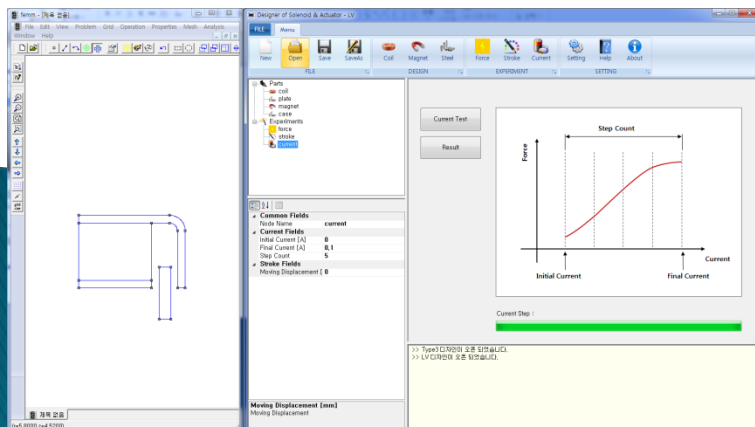 femm - [제목 없음]
File Edit View Problem Grid Operation Properties Mesh Analysis
Window Help
제목 없음
(r=5.8000,z=4.5200)
Designer of Solenoid & Actuator - LV
FILE Menu
New Open Save SaveAs Coil Magnet Steel Force Stroke Current Setting Help About
FILE DESIGN EXPERIMENT SETTING
Parts
coil
plate
magnet
case
Experiments
force
stroke
current
Common Fields
Node Name current
Current Fields
Initial Current [A] 0
Final Current [A] 0,1
Step Count 5
Stroke Fields
Moving Displacement [ 0
Moving Displacement [mm]
Moving Displacement
Current Test
Result
Step Count
Force
Current
Initial Current Final Current
Current Step :
>> Type3 디자인이 오픈 되었습니다.
>> LV 디자인이 오픈 되었습니다.